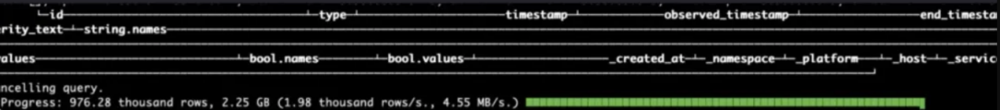 id type timestamp observed_timestamp end_timesta
rity_text string.names
alues bool.names bool.values _created_at _namespace _platform _host _servic
ncelling query.
Progress: 976.28 thousand rows, 2.25 GB (1.98 thousand rows/s., 4.55 MB/s.)